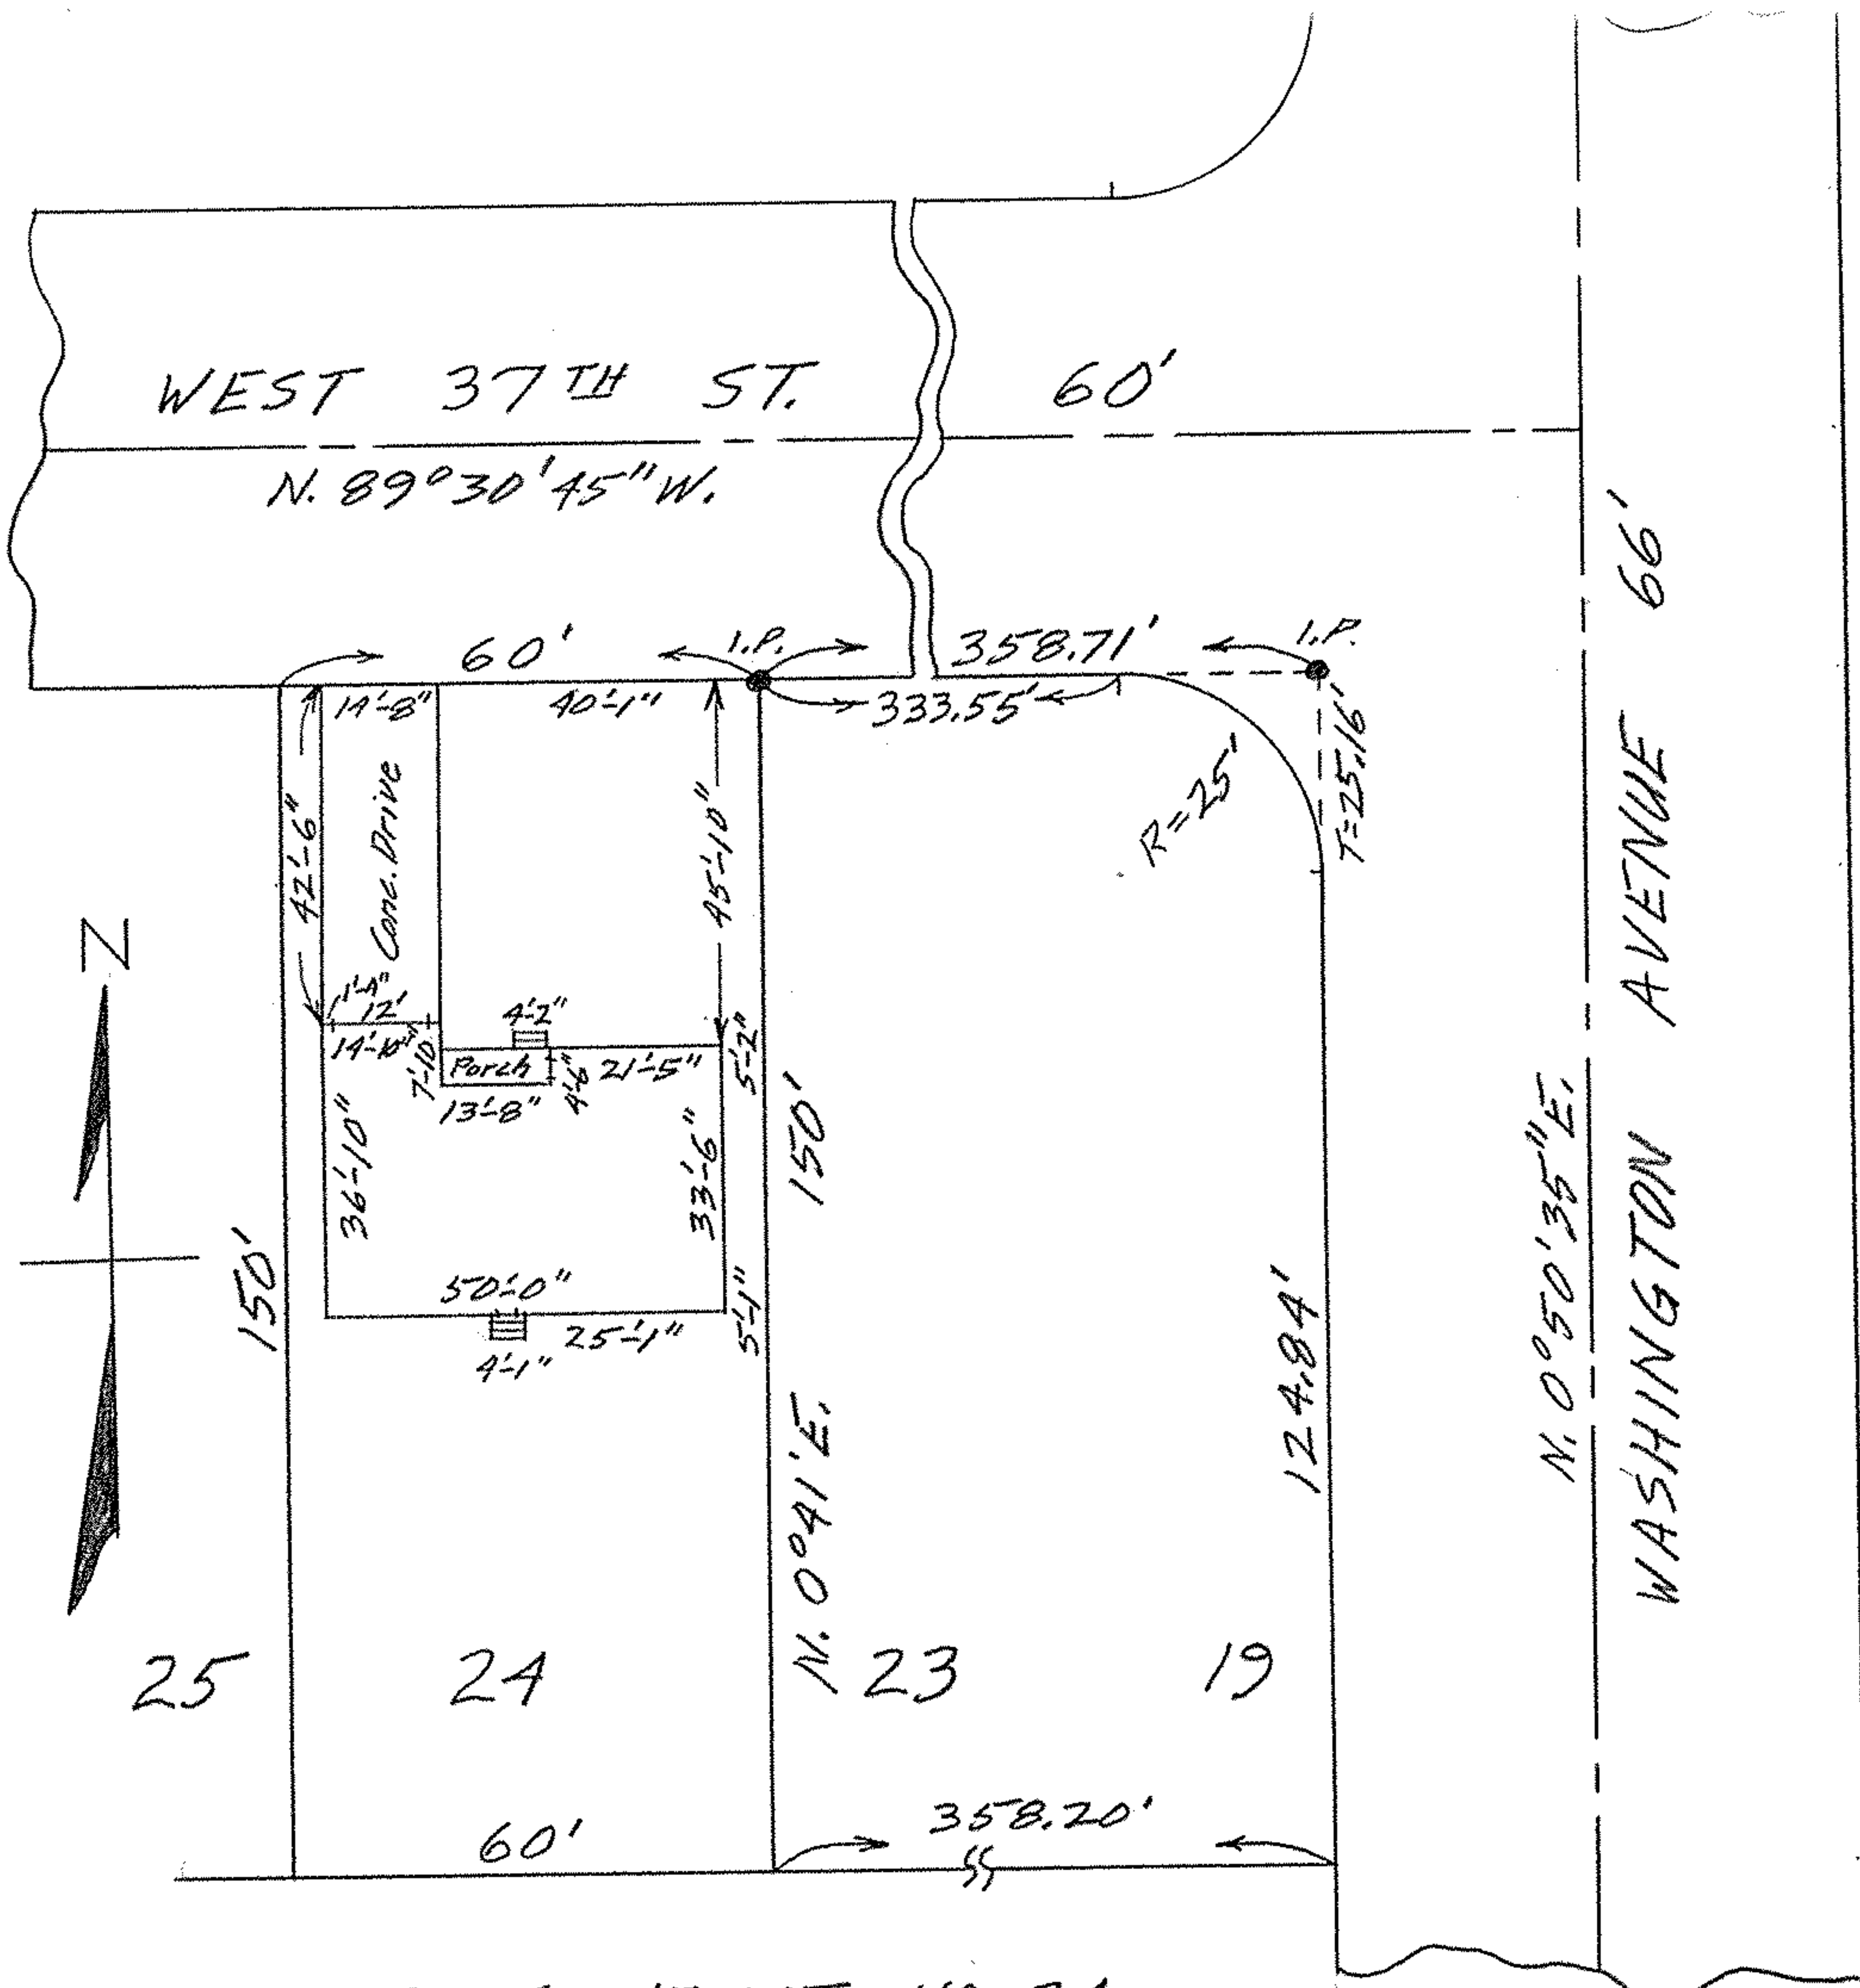 WEST 37TH ST.
60'
N. 89°30'45"W.
60'
I.P.
358.71'
I.P.
14'-8"
40'-1"
333.55'
T=25.16'
R=25'
42'-6"
Conc. Drive
45'-10"
N
1'-4"
12'
14'-10"
7'-10
4'-2"
Porch
4'-6"
21'-5"
13'-8"
5'-2"
36'-10"
33'-6"
150'
150'
50'-0"
25'-1"
4'-1"
5'-1"
124.84'
N. 0°50'35"E.
WASHINGTON AVENUE 66'
N. 0°41'E.
25
24
23
19
60'
358.20'